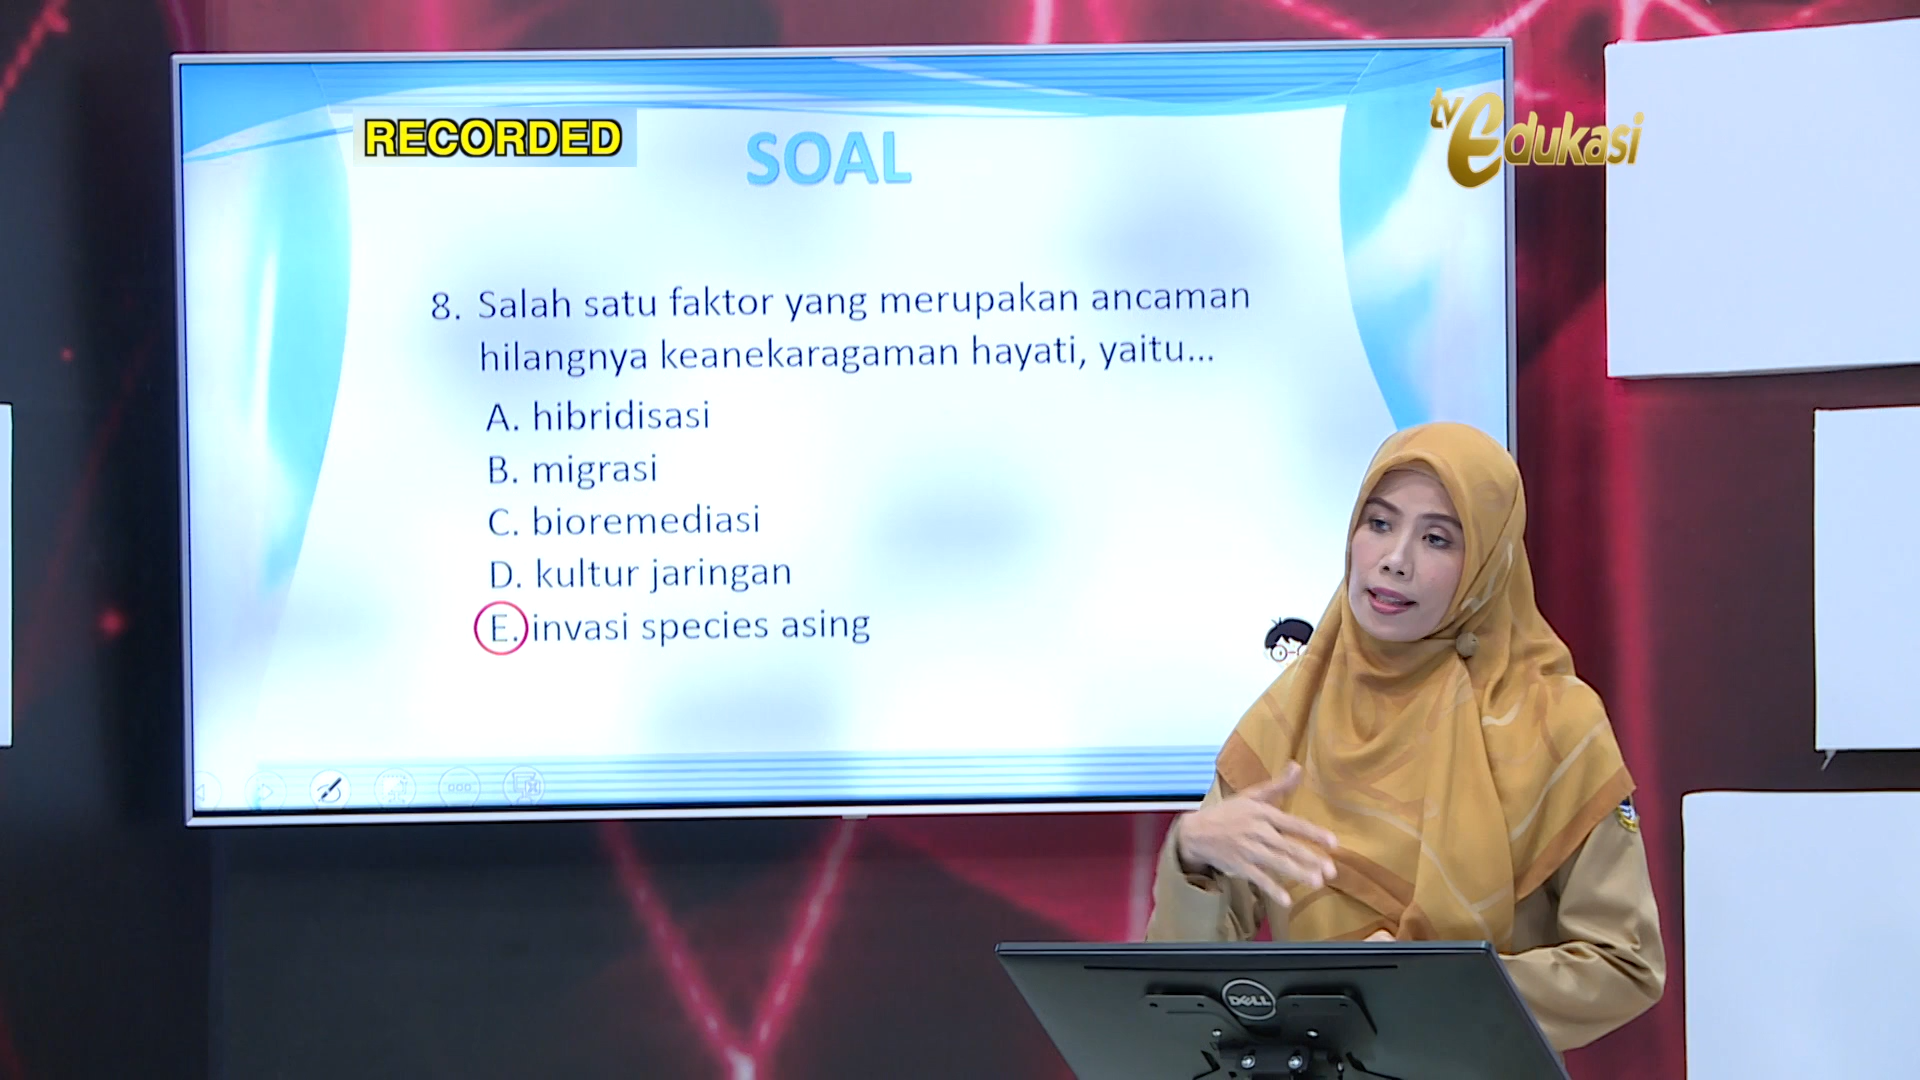 RECORDED
tv Edukasi
SOAL
8. Salah satu faktor yang merupakan ancaman
hilangnya keanekaragaman hayati, yaitu...
A. hibridisasi
B. migrasi
C. bioremediasi
D. kultur jaringan
E. invasi species asing
DELL